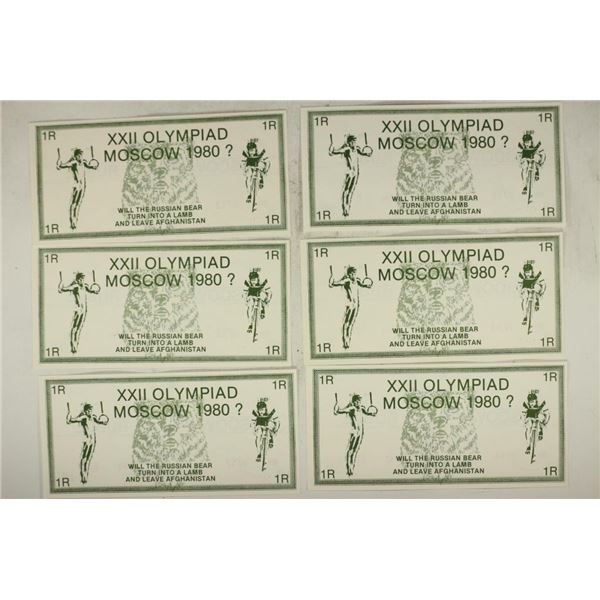 1R 1R
XXII OLYMPIAD
MOSCOW 1980 ?
WILL THE RUSSIAN BEAR
TURN INTO A LAMB
AND LEAVE AFGHANISTAN
1R 1R
1R 1R
XXII OLYMPIAD
MOSCOW 1980 ?
WILL THE RUSSIAN BEAR
TURN INTO A LAMB
AND LEAVE AFGHANISTAN
1R 1R
1R 1R
XXII OLYMPIAD
MOSCOW 1980 ?
WILL THE RUSSIAN BEAR
TURN INTO A LAMB
AND LEAVE AFGHANISTAN
1R 1R
1R 1R
XXII OLYMPIAD
MOSCOW 1980 ?
WILL THE RUSSIAN BEAR
TURN INTO A LAMB
AND LEAVE AFGHANISTAN
1R 1R
1R 1R
XXII OLYMPIAD
MOSCOW 1980 ?
WILL THE RUSSIAN BEAR
TURN INTO A LAMB
AND LEAVE AFGHANISTAN
1R 1R
1R 1R
XXII OLYMPIAD
MOSCOW 1980 ?
WILL THE RUSSIAN BEAR
TURN INTO A LAMB
AND LEAVE AFGHANISTAN
1R 1R